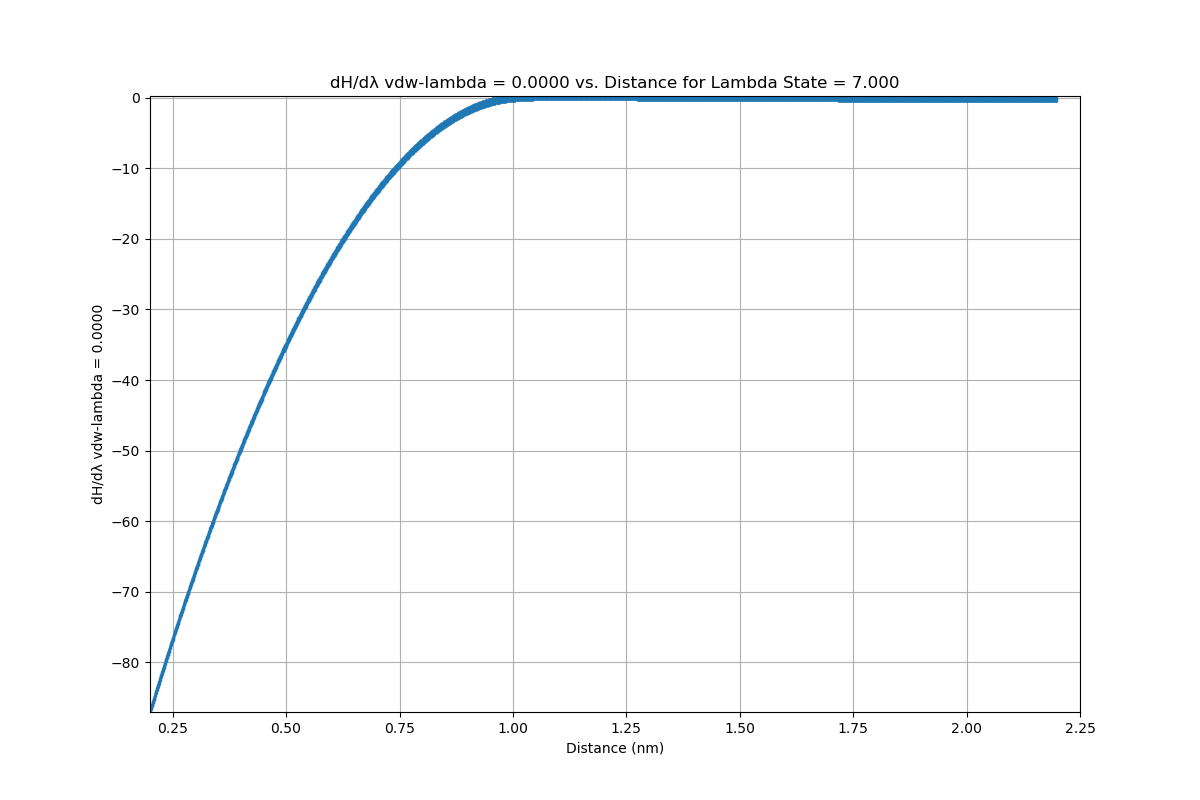 dH/dλ vdw-lambda = 0.0000 vs. Distance for Lambda State = 7.000
dH/dλ vdw-lambda = 0.0000
0
−10
−20
−30
−40
−50
−60
−70
−80
0.25 0.50 0.75 1.00 1.25 1.50 1.75 2.00 2.25
Distance (nm)